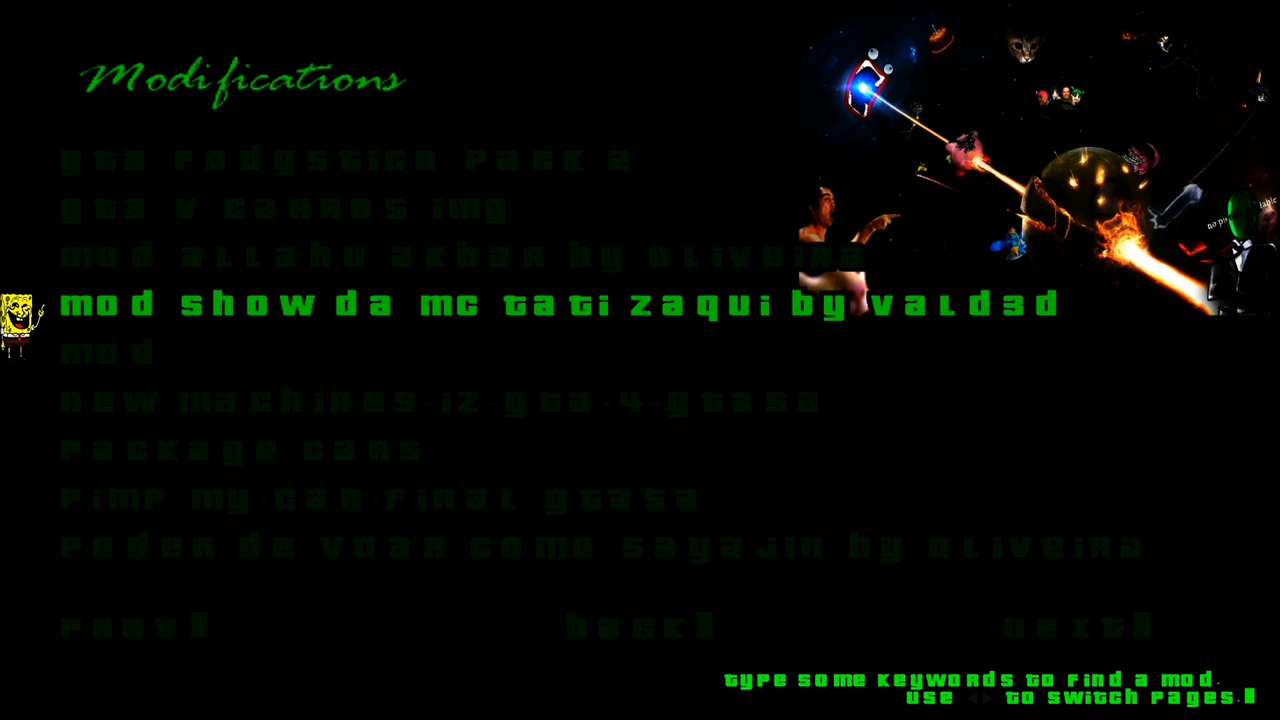 Modifications
gta fodystico pack 2
gta v carros img
mod allahu akbar by oliveira
mod show da mc tati zaqui by vald3d
mod
new machines-iz-gta-4-gtasa
package cars
pimp-my-car-final-gtasa
poder de voar como sayajin by oliveira
prev back next
type some keywords to find a mod.
use <> to switch pages.